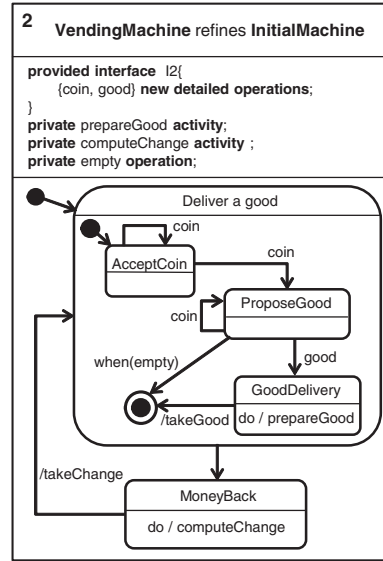 2
VendingMachine refines InitialMachine
provided interface I2{
{coin, good} new detailed operations;
}
private prepareGood activity;
private computeChange activity ;
private empty operation;
Deliver a good
coin
AcceptCoin
coin
ProposeGood
coin
when(empty)
good
GoodDelivery
/takeGood
do / prepareGood
/takeChange
MoneyBack
do / computeChange